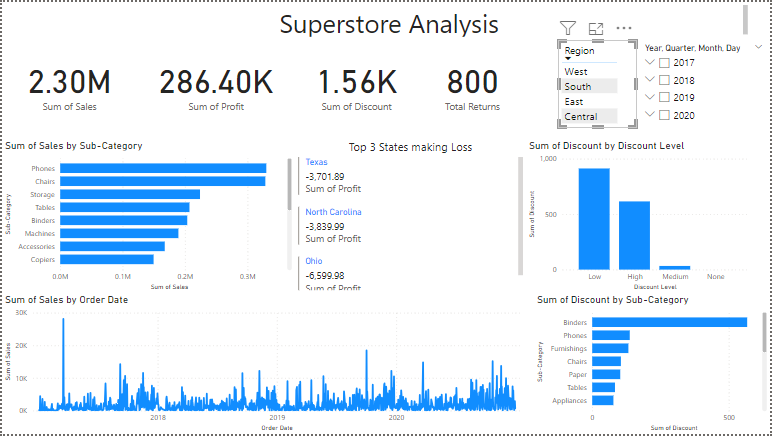 Superstore Analysis
2.30M
Sum of Sales
286.40K
Sum of Profit
1.56K
Sum of Discount
800
Total Returns
Region
West
South
East
Central
Year, Quarter, Month, Day
2017
2018
2019
2020
Sum of Sales by Sub-Category
Sub-Category
Phones
Chairs
Storage
Tables
Binders
Machines
Accessories
Copiers
0.0M 0.1M 0.2M 0.3M
Sum of Sales
Top 3 States making Loss
Texas
-3,701.89
Sum of Profit
North Carolina
-3,839.99
Sum of Profit
Ohio
-6,599.98
Sum of Profit
Sum of Discount by Discount Level
Sum of Discount
1,000
500
0
Low High Medium None
Discount Level
Sum of Sales by Order Date
Sum of Sales
30K
20K
10K
0K
2018 2019 2020
Order Date
Sum of Discount by Sub-Category
Sub-Category
Binders
Phones
Furnishings
Chairs
Paper
Tables
Appliances
0 500
Sum of Discount